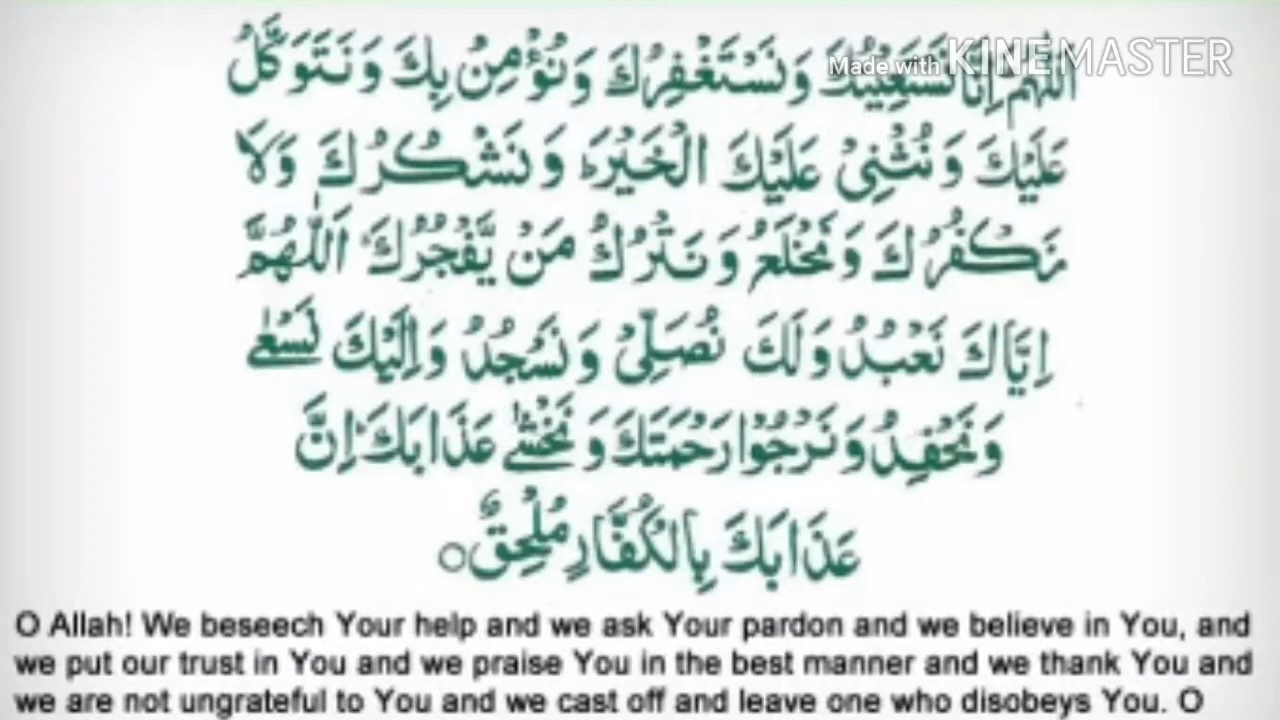 Made with KINEMASTER
اَللّٰهُمَّ اِنَّا نَسْتَعِيْنُكَ وَنَسْتَغْفِرُكَ وَنُؤْمِنُ بِكَ وَنَتَوَكَّلُ
عَلَيْكَ وَنُثْنِيْ عَلَيْكَ الْخَيْرَؕ وَنَشْكُرُكَ وَلَا
نَكْفُرُكَ وَنَخْلَعُ وَنَتْرُكُ مَنْ يَّفْجُرُكَؕ اَللّٰهُمَّ
اِيَّاكَ نَعْبُدُ وَلَكَ نُصَلِّيْ وَنَسْجُدُ وَاِلَيْكَ نَسْعٰى
وَنَحْفِدُ وَنَرْجُوْا رَحْمَتَكَ وَنَخْشٰى عَذَابَكَ اِنَّ
عَذَابَكَ بِالْكُفَّارِ مُلْحِقٌ ○
O Allah! We beseech Your help and we ask Your pardon and we believe in You, and
we put our trust in You and we praise You in the best manner and we thank You and
we are not ungrateful to You and we cast off and leave one who disobeys You. O